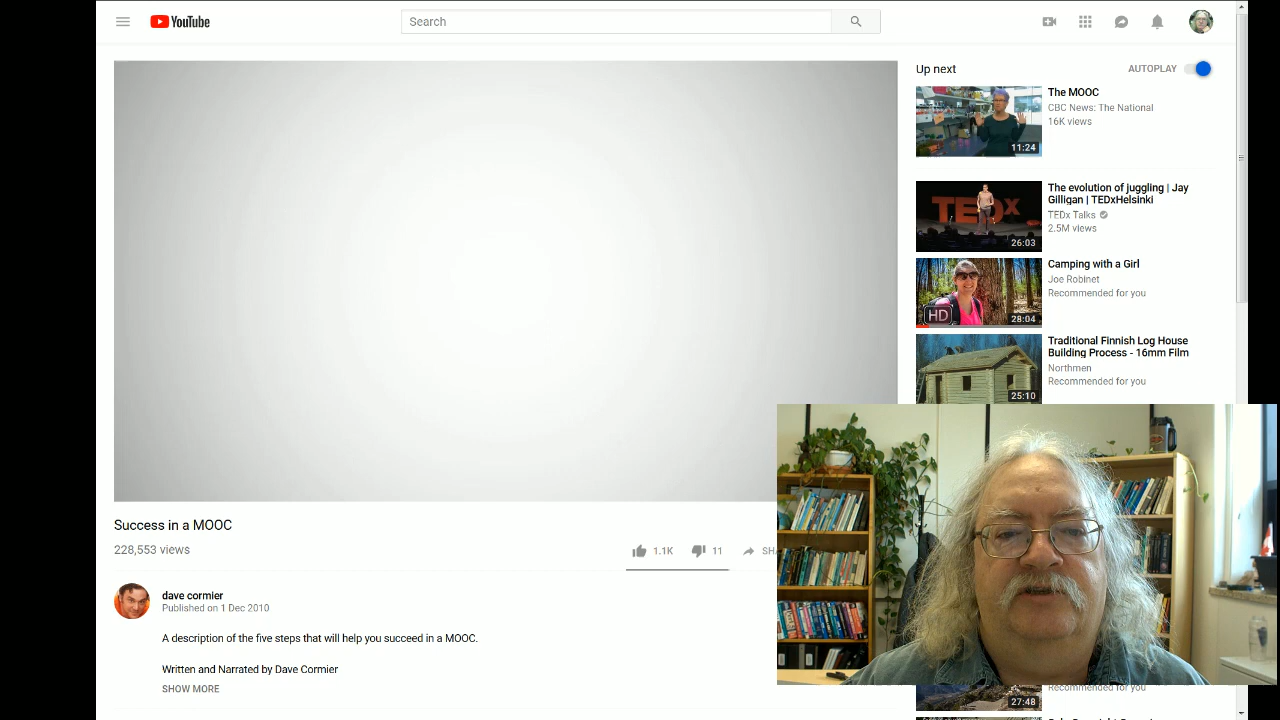 YouTube
Search
Up next
AUTOPLAY
The MOOC
CBC News: The National
16K views
11:24
The evolution of juggling | Jay
Gilligan | TEDxHelsinki
TEDx Talks
2.5M views
TEDx
26:03
Camping with a Girl
Joe Robinet
Recommended for you
HD
28:04
Traditional Finnish Log House
Building Process - 16mm Film
Northmen
Recommended for you
25:10
Success in a MOOC
228,553 views
1.1K
11
dave cormier
Published on 1 Dec 2010
A description of the five steps that will help you succeed in a MOOC.
Written and Narrated by Dave Cormier
SHOW MORE
Recommended for you
27:48